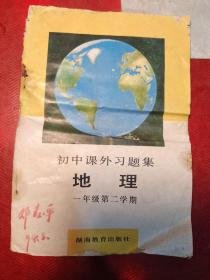 初中课外习题集
地理
一年级第二学期
湖南教育出版社